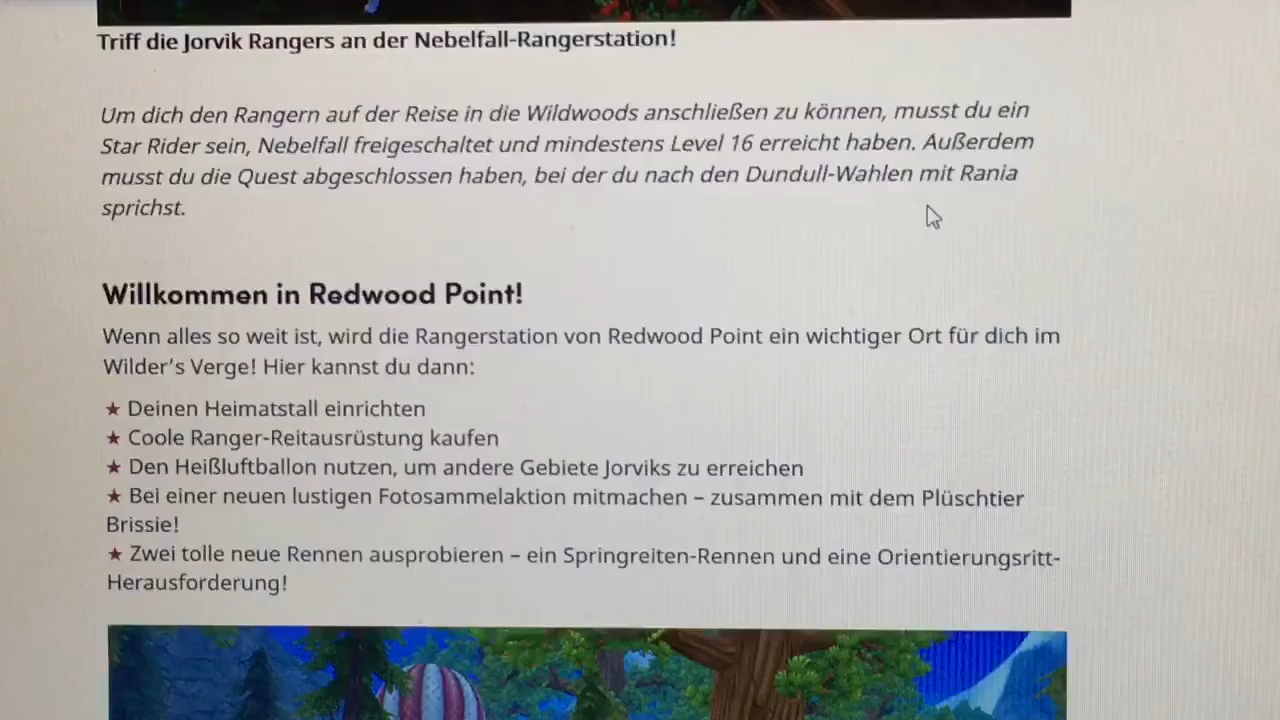 Triff die Jorvik Rangers an der Nebelfall-Rangerstation!
Um dich den Rangern auf der Reise in die Wildwoods anschließen zu können, musst du ein
Star Rider sein, Nebelfall freigeschaltet und mindestens Level 16 erreicht haben. Außerdem
musst du die Quest abgeschlossen haben, bei der du nach den Dundull-Wahlen mit Rania
sprichst.
Willkommen in Redwood Point!
Wenn alles so weit ist, wird die Rangerstation von Redwood Point ein wichtiger Ort für dich im
Wilder's Verge! Hier kannst du dann:
★ Deinen Heimatstall einrichten
★ Coole Ranger-Reitausrüstung kaufen
★ Den Heißluftballon nutzen, um andere Gebiete Jorviks zu erreichen
★ Bei einer neuen lustigen Fotosammelaktion mitmachen – zusammen mit dem Plüschtier
Brissie!
★ Zwei tolle neue Rennen ausprobieren – ein Springreiten-Rennen und eine Orientierungsritt-
Herausforderung!